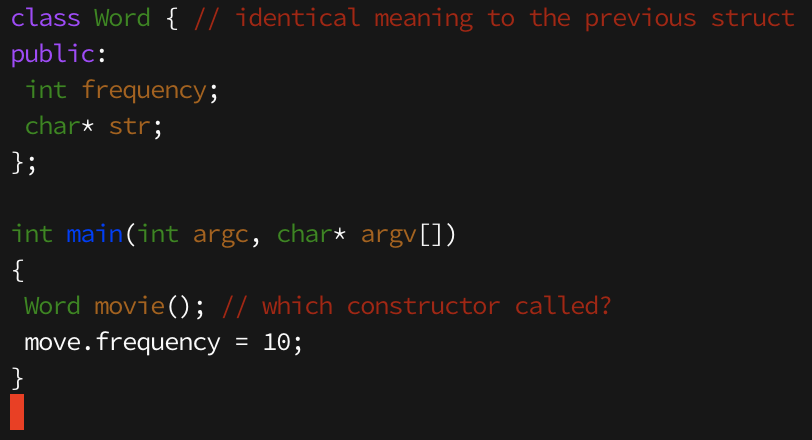 class Word { // identical meaning to the previous struct
public:
 int frequency;
 char* str;
};

int main(int argc, char* argv[])
{
 Word movie(); // which constructor called?
 move.frequency = 10;
}